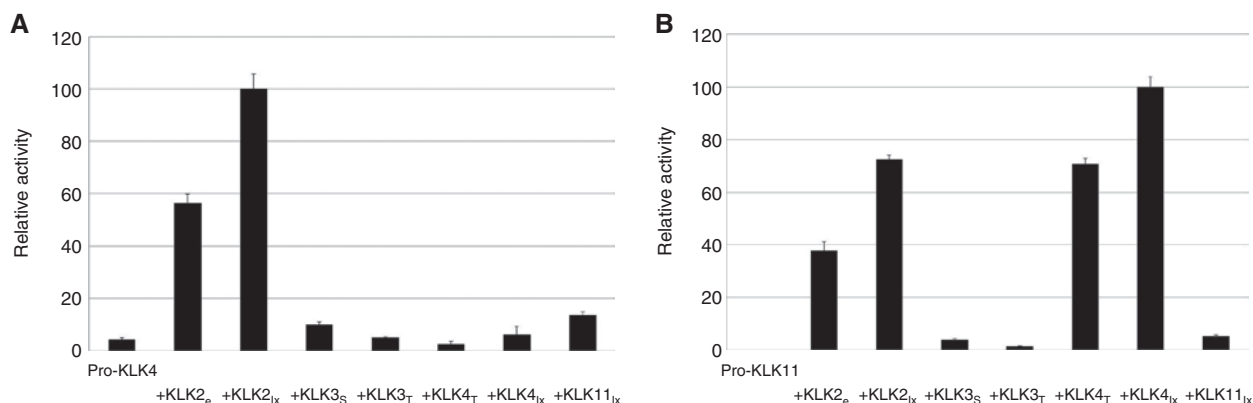 A
Relative activity
120
100
80
60
40
20
0
Pro-KLK4
+KLK2e +KLK2lx +KLK3S +KLK3T +KLK4T +KLK4lx +KLK11lx
B
Relative activity
120
100
80
60
40
20
0
Pro-KLK11
+KLK2e +KLK2lx +KLK3S +KLK3T +KLK4T +KLK4lx +KLK11lx